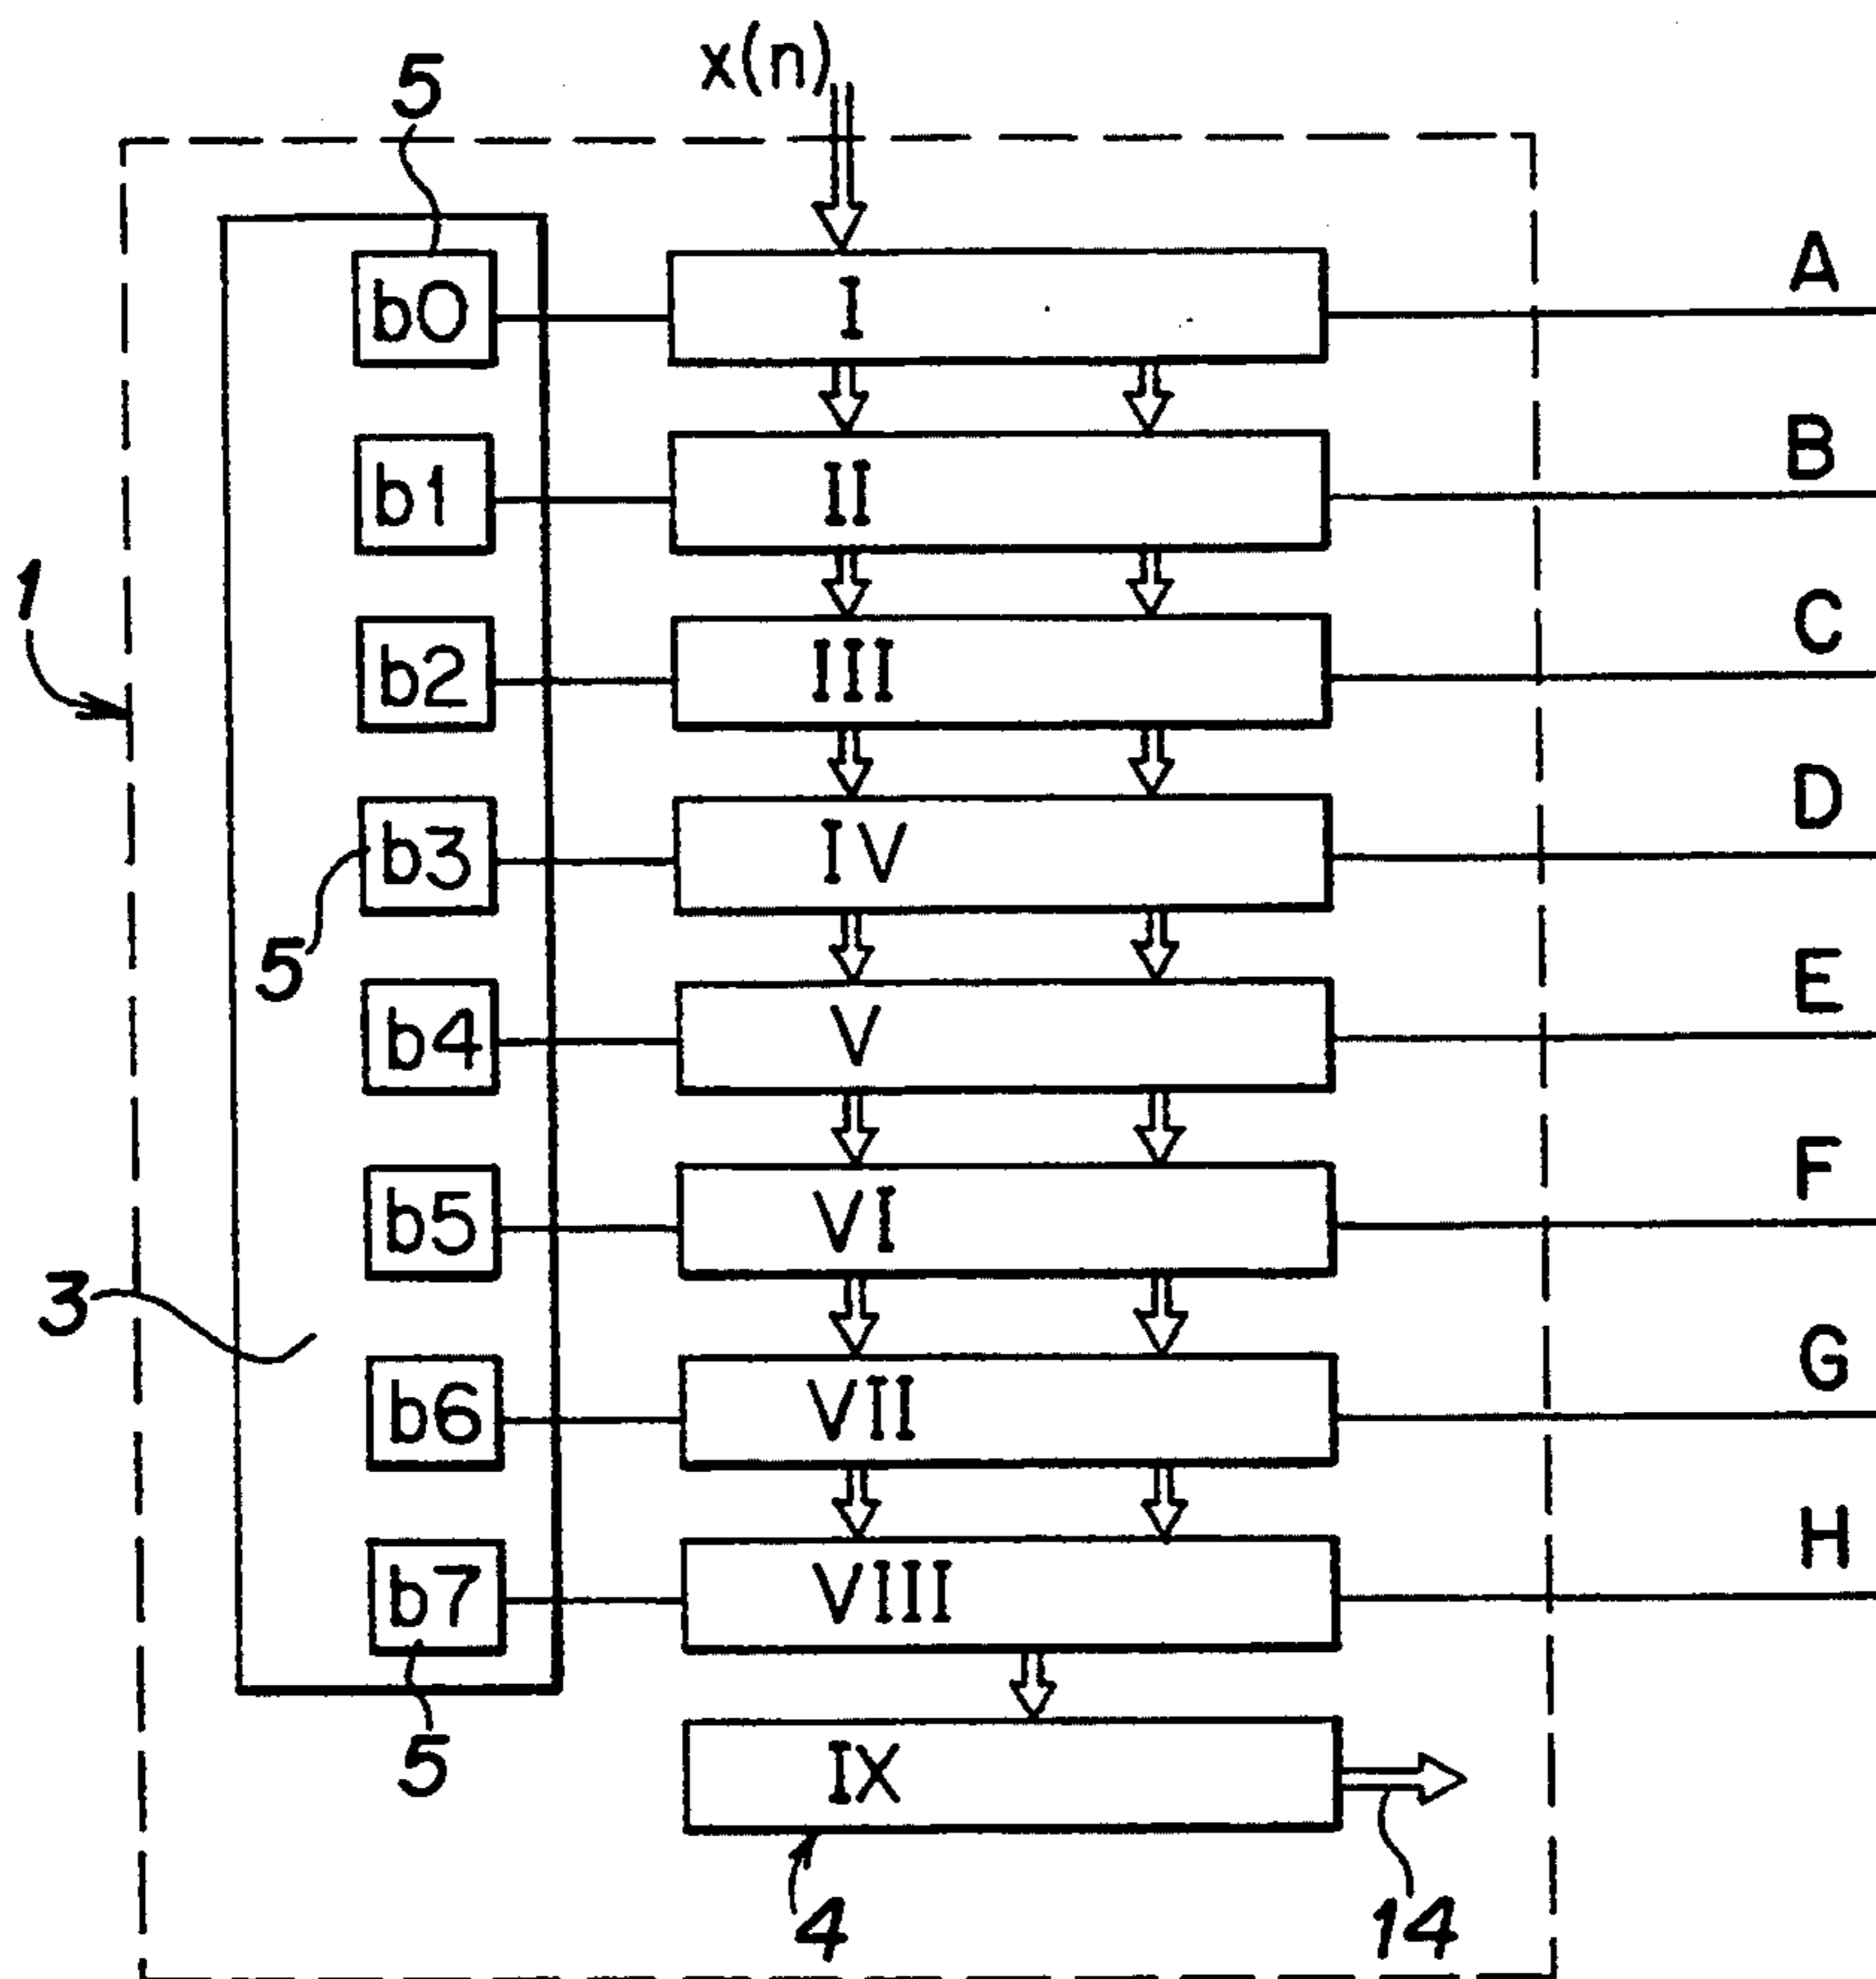 x(n)
5
b0 I A
b1 II B
1
b2 III C
b3 IV D
5
b4 V E
b5 VI F
3
b6 VII G
b7 VIII H
5
IX
4
14